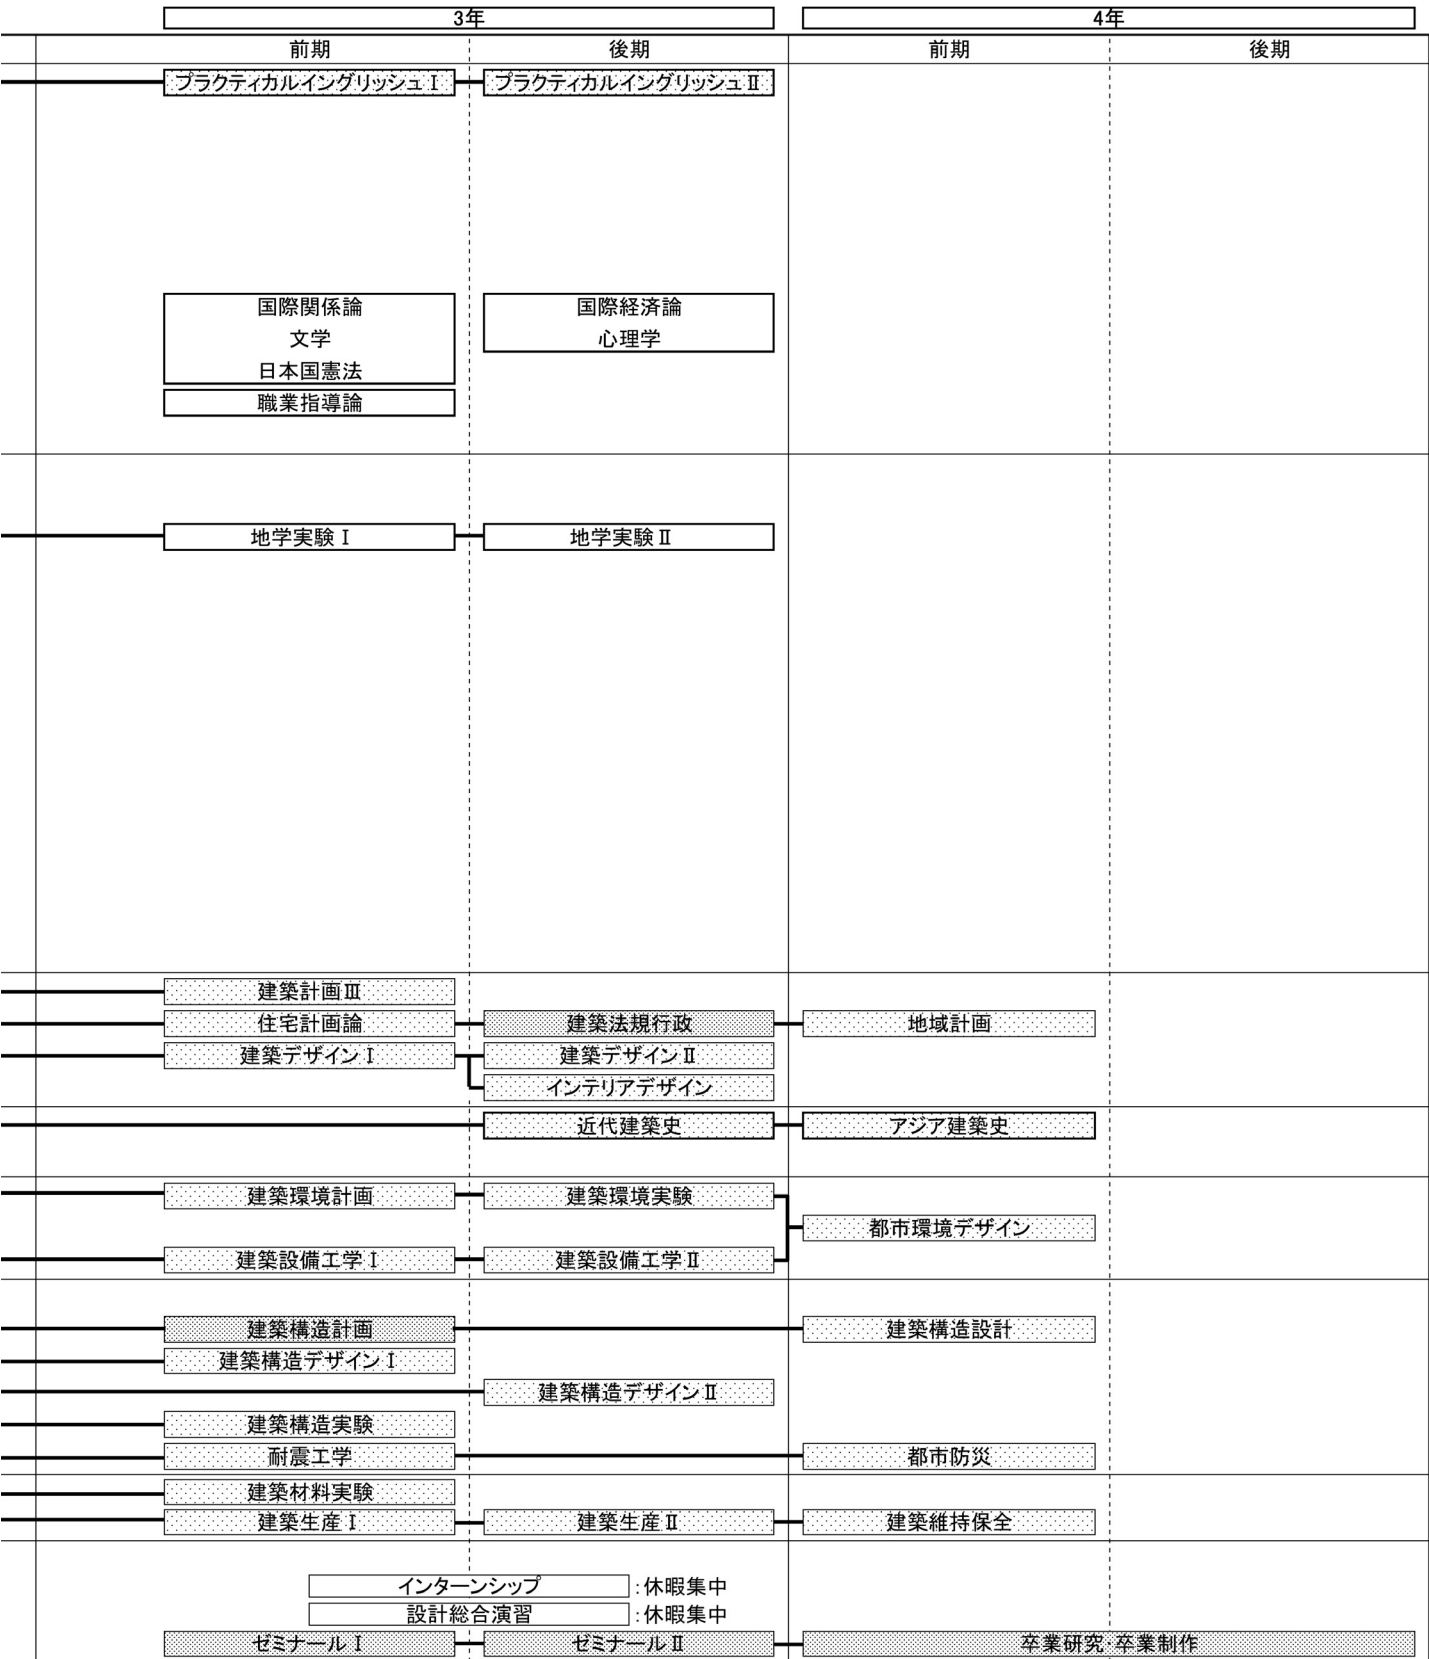 3年 4年
前期 後期 前期 後期
プラクティカルイングリッシュⅠ プラクティカルイングリッシュⅡ
国際関係論 国際経済論
文学 心理学
日本国憲法
職業指導論
地学実験Ⅰ 地学実験Ⅱ
建築計画Ⅲ
住宅計画論 建築法規行政 地域計画
建築デザインⅠ 建築デザインⅡ
インテリアデザイン
近代建築史 アジア建築史
建築環境計画 建築環境実験
都市環境デザイン
建築設備工学Ⅰ 建築設備工学Ⅱ
建築構造計画 建築構造設計
建築構造デザインⅠ
建築構造デザインⅡ
建築構造実験
耐震工学 都市防災
建築材料実験
建築生産Ⅰ 建築生産Ⅱ 建築維持保全
インターンシップ :休暇集中
設計総合演習 :休暇集中
ゼミナールⅠ ゼミナールⅡ 卒業研究・卒業制作